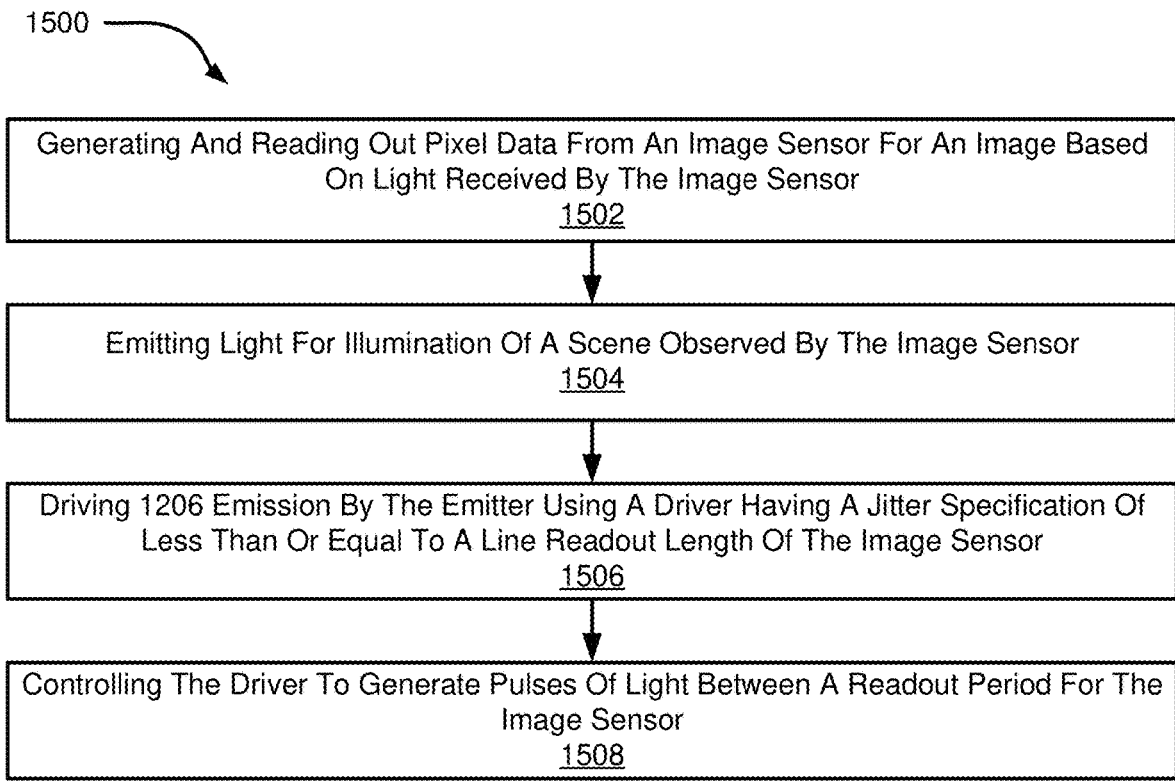 1500
Generating And Reading Out Pixel Data From An Image Sensor For An Image Based
On Light Received By The Image Sensor
1502
Emitting Light For Illumination Of A Scene Observed By The Image Sensor
1504
Driving 1206 Emission By The Emitter Using A Driver Having A Jitter Specification Of
Less Than Or Equal To A Line Readout Length Of The Image Sensor
1506
Controlling The Driver To Generate Pulses Of Light Between A Readout Period For The
Image Sensor
1508